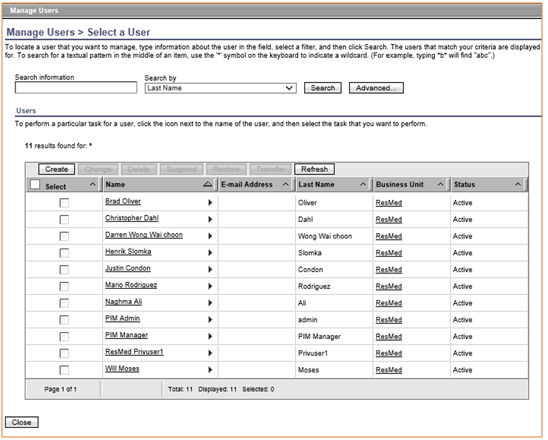 Manage Users
Manage Users > Select a User
To locate a user that you want to manage, type information about the user in the field, select a filter, and then click Search. The users that match your criteria are displayed
for. To search for a textual pattern in the middle of an item, use the '*' symbol on the keyboard to indicate a wildcard. (For example, typing *b* will find "abc".)
Search information Search by
Last Name Search Advanced...
Users
To perform a particular task for a user, click the icon next to the name of the user, and then select the task that you want to perform.
11 results found for: *
Create Change Delete Suspend Restore Transfer Refresh
Select Name E-mail Address Last Name Business Unit Status
Brad Oliver Oliver ResMed Active
Christopher Dahl Dahl ResMed Active
Darren Wong Wai choon Wong Wai choon ResMed Active
Henrik Slomka Slomka ResMed Active
Justin Condon Condon ResMed Active
Mario Rodriguez Rodriguez ResMed Active
Naghma Ali Ali ResMed Active
PIM Admin admin ResMed Active
PIM Manager PIM Manager ResMed Active
ResMed Privuser1 Privuser1 ResMed Active
Will Moses Moses ResMed Active
Page 1 of 1 Total: 11 Displayed: 11 Selected: 0
Close